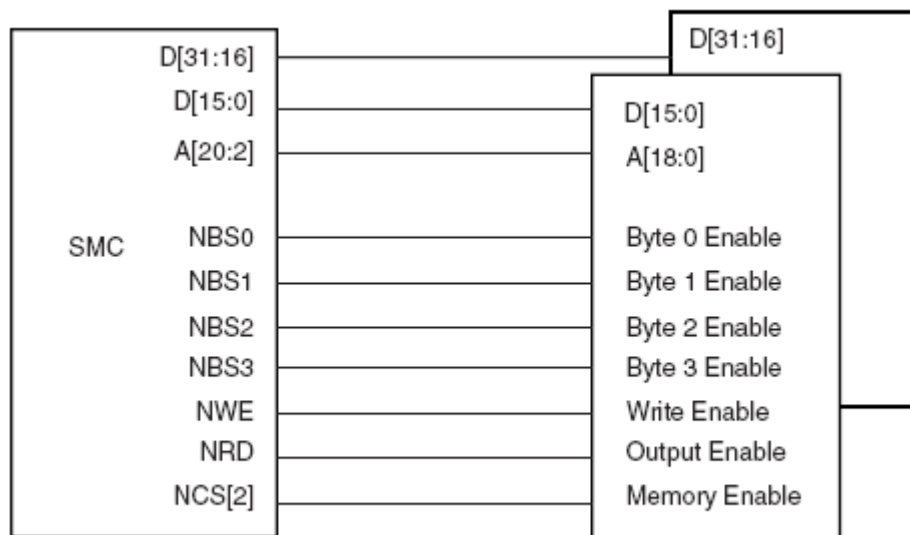 D[31:16]
D[31:16]
D[15:0]
D[15:0]
A[20:2]
A[18:0]
SMC
NBS0
Byte 0 Enable
NBS1
Byte 1 Enable
NBS2
Byte 2 Enable
NBS3
Byte 3 Enable
NWE
Write Enable
NRD
Output Enable
NCS[2]
Memory Enable